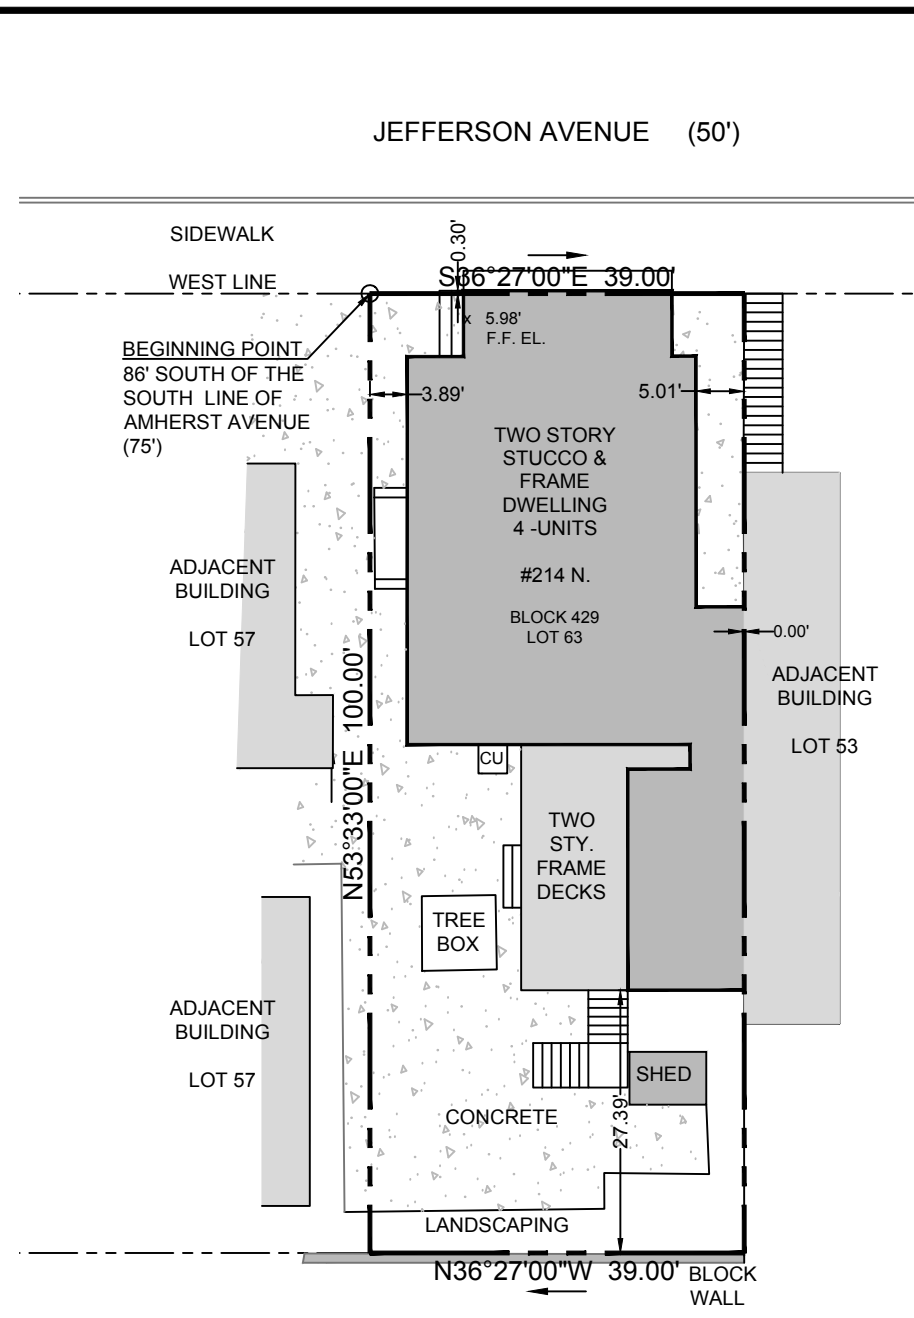 JEFFERSON AVENUE (50')
SIDEWALK
0.30'
WEST LINE
S36°27'00"E 39.00'
x 5.98'
F.F. EL.
BEGINNING POINT
86' SOUTH OF THE
SOUTH LINE OF
AMHERST AVENUE
(75')
3.89'
5.01'
TWO STORY
STUCCO &
FRAME
DWELLING
4 -UNITS
#214 N.
BLOCK 429
LOT 63
ADJACENT
BUILDING
LOT 57
0.00'
ADJACENT
BUILDING
LOT 53
N53°33'00"E 100.00'
CU
TWO
STY.
FRAME
DECKS
TREE
BOX
ADJACENT
BUILDING
LOT 57
SHED
27.39'
CONCRETE
LANDSCAPING
N36°27'00"W 39.00'
BLOCK
WALL